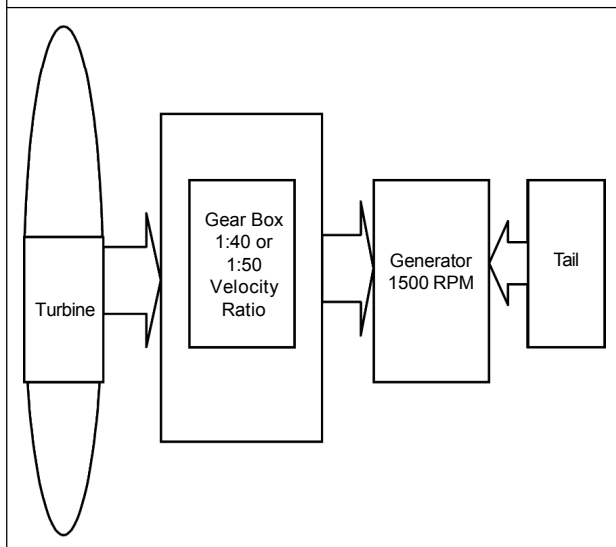 Turbine
Gear Box
1:40 or
1:50
Velocity
Ratio
Generator
1500 RPM
Tail